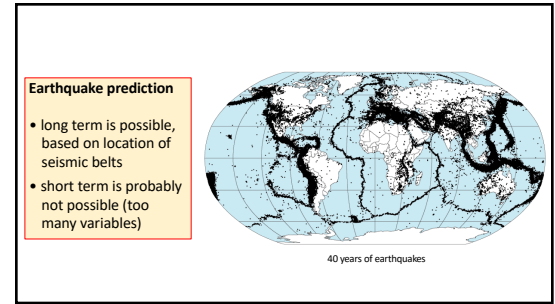 Earthquake prediction
• long term is possible,
based on location of
seismic belts
• short term is probably
not possible (too
many variables)
40 years of earthquakes